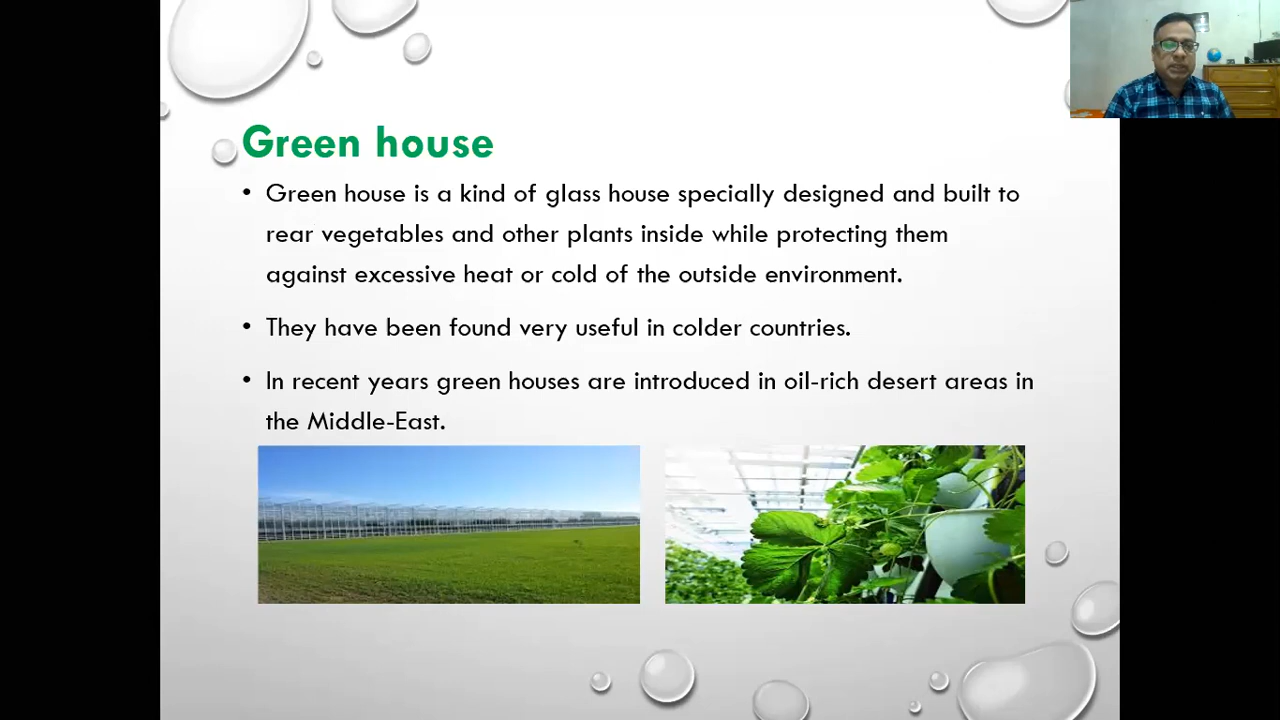 Green house
• Green house is a kind of glass house specially designed and built to
rear vegetables and other plants inside while protecting them
against excessive heat or cold of the outside environment.
• They have been found very useful in colder countries.
• In recent years green houses are introduced in oil-rich desert areas in
the Middle-East.